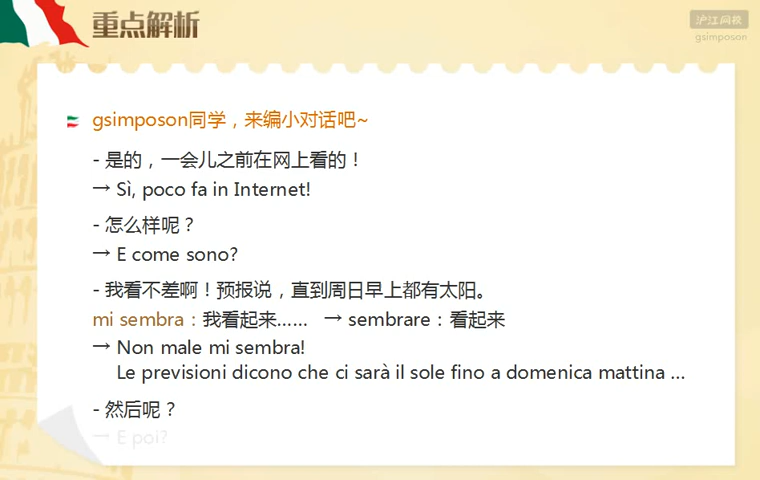 重点解析
沪江网校
gsimposon
gsimposon同学，来编小对话吧~
- 是的，一会儿之前在网上看的！
→ Sì, poco fa in Internet!
- 怎么样呢？
→ E come sono?
- 我看不差啊！预报说，直到周日早上都有太阳。
mi sembra：我看起来…… → sembrare：看起来
→ Non male mi sembra!
Le previsioni dicono che ci sarà il sole fino a domenica mattina ...
- 然后呢？
→ E poi?